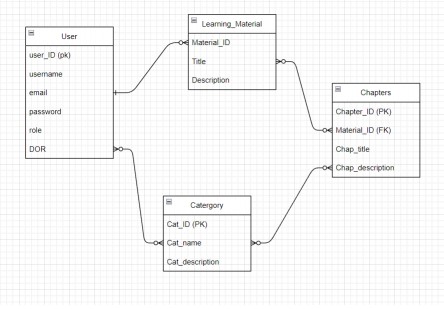 User
user_ID (pk)
username
email
password
role
DOR
Learning_Material
Material_ID
Title
Description
Chapters
Chapter_ID (PK)
Material_ID (FK)
Chap_title
Chap_description
Catergory
Cat_ID (PK)
Cat_name
Cat_description